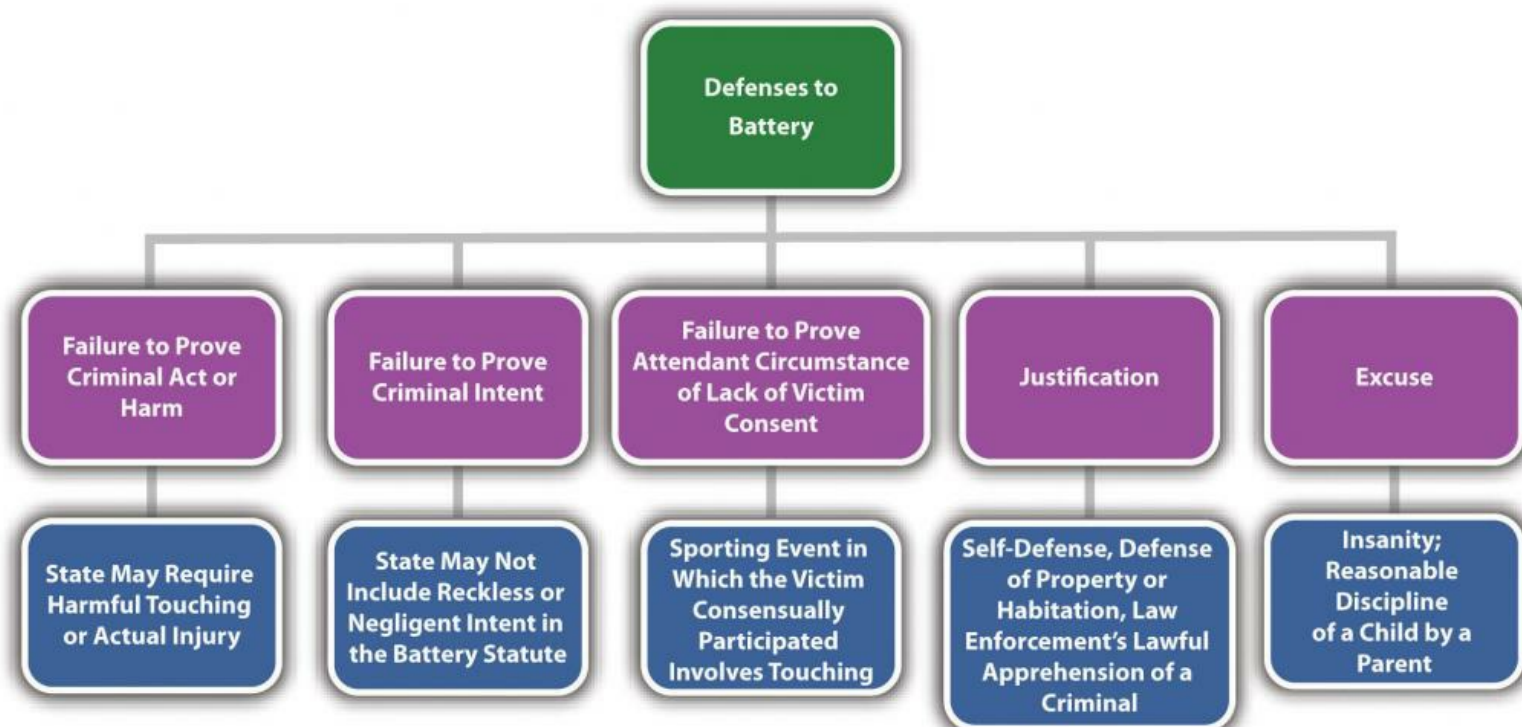 Defenses to
Battery
Failure to Prove
Criminal Act or
Harm
Failure to Prove
Criminal Intent
Failure to Prove
Attendant Circumstance
of Lack of Victim
Consent
Justification
Excuse
State May Require
Harmful Touching
or Actual Injury
State May Not
Include Reckless or
Negligent Intent in
the Battery Statute
Sporting Event in
Which the Victim
Consensually
Participated
Involves Touching
Self-Defense, Defense
of Property or
Habitation, Law
Enforcement’s Lawful
Apprehension of a
Criminal
Insanity;
Reasonable
Discipline
of a Child by a
Parent